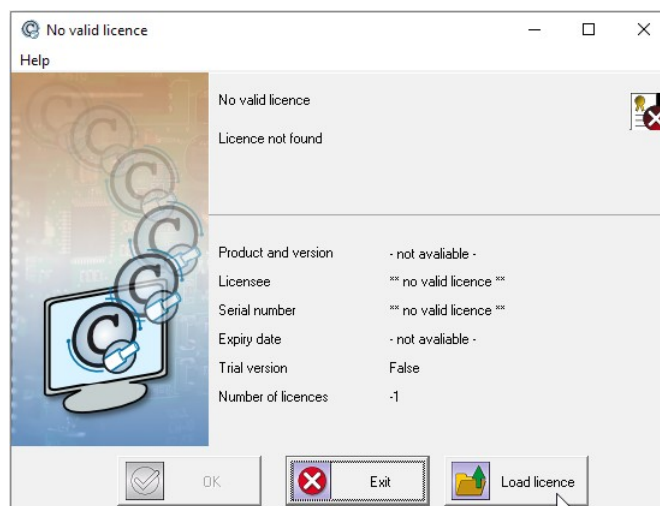 No valid licence
Help
No valid licence
Licence not found
Product and version - not avaliable -
Licensee ** no valid licence **
Serial number ** no valid licence **
Expiry date - not avaliable -
Trial version False
Number of licences -1
OK Exit Load licence